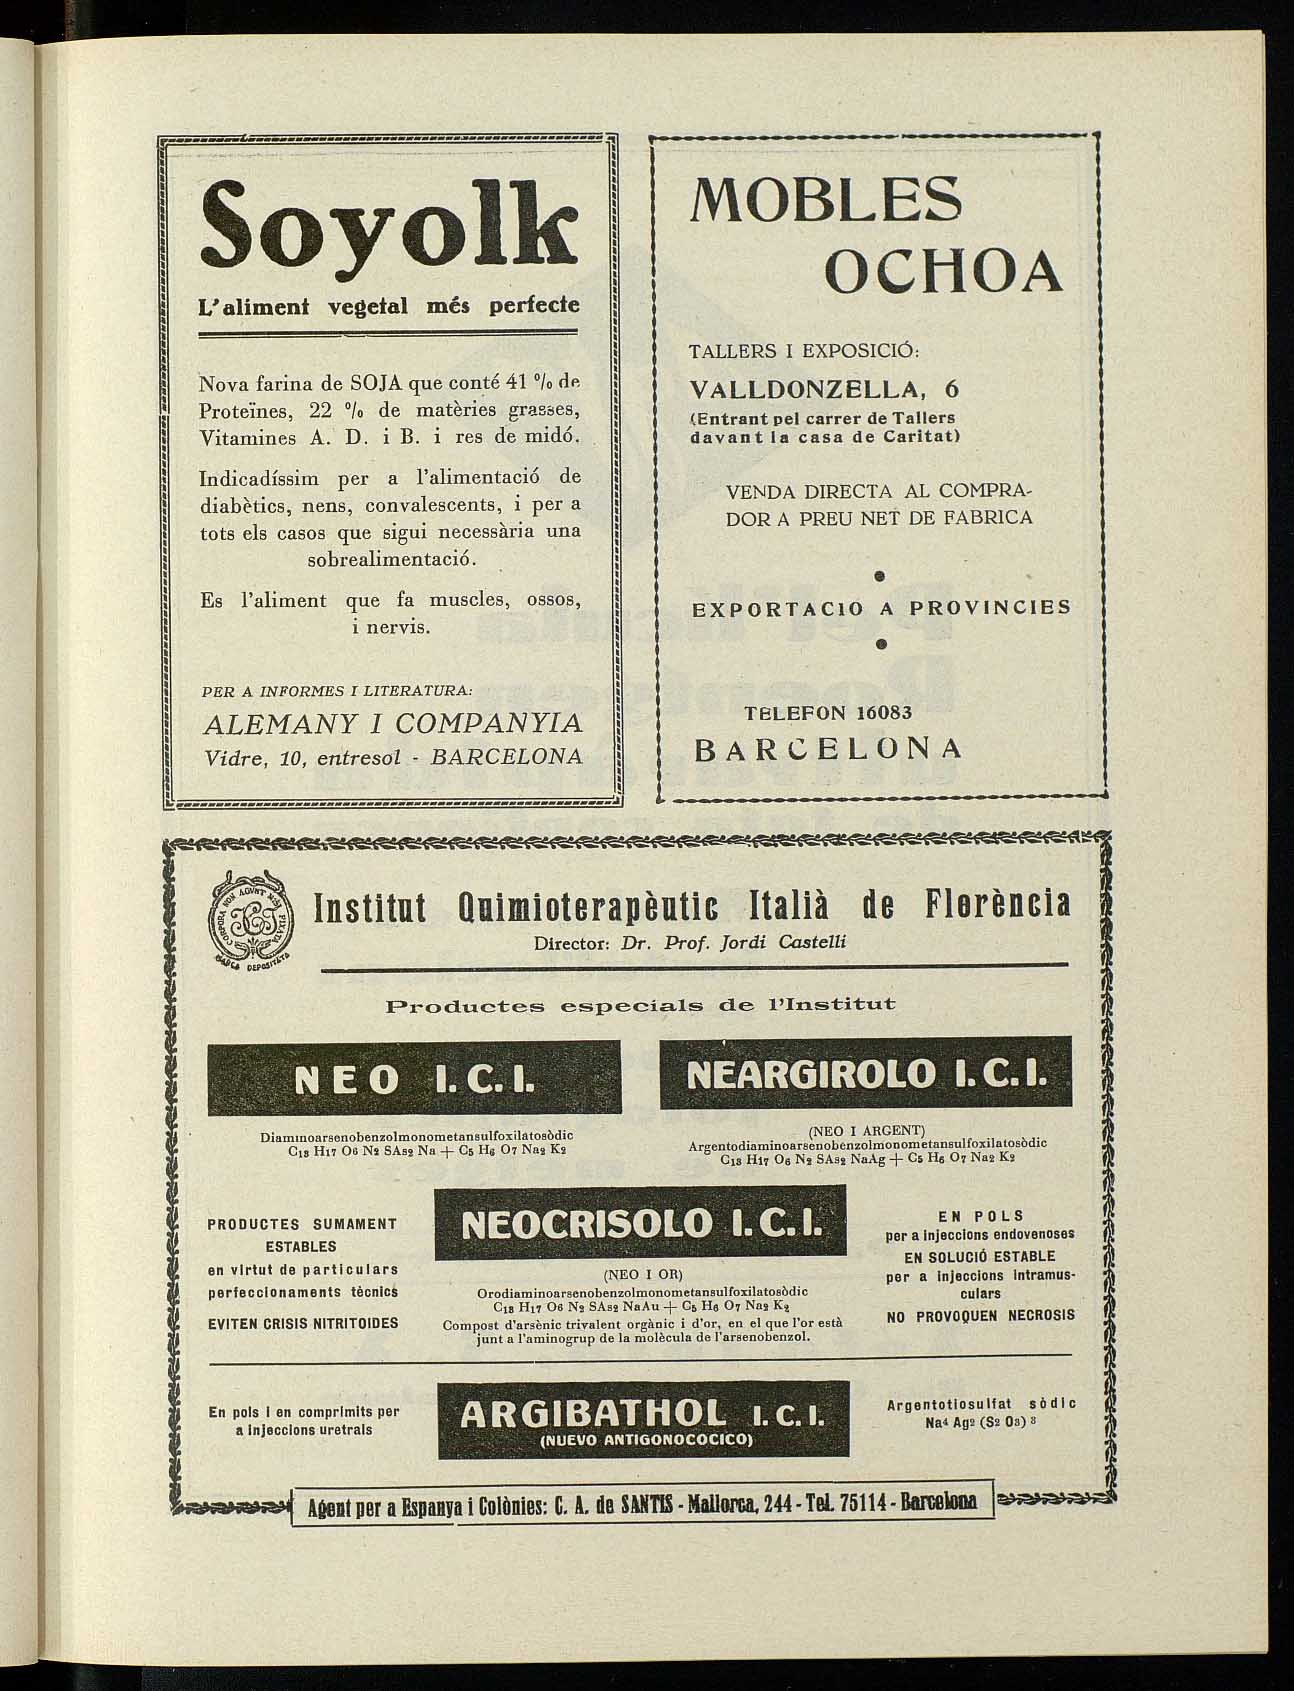 Soyolk
L'aliment vegetal més perfecte
Nova farina de SOJA que conté 41 % de
Proteïnes, 22 % de matèries grasses,
Vitamines A. D. i B. i res de midó.
Indicadíssim per a l'alimentació de
diabètics, nens, convalescents, i per a
tots els casos que sigui necessària una
sobrealimentació.
Es l'aliment que fa muscles, ossos,
i nervis.
PER A INFORMES I LITERATURA:
ALEMANY I COMPANYIA
Vidre, 10, entresol - BARCELONA
MOBLES
OCHOA
TALLERS I EXPOSICIÓ:
VALLDONZELLA, 6
(Entrant pel carrer de Tallers
davant la casa de Caritat)
VENDA DIRECTA AL COMPRA-
DOR A PREU NET DE FABRICA
EXPORTACIO A PROVINCIES
TELEFON 16083
BARCELONA
CORPORA NON AGUNT NISI FIXATA
MARCA DEPOSITATA
Institut Quimioterapèutic Italià de Florència
Director: Dr. Prof. Jordi Castelli
Productes especials de l'Institut
NEO I.C.I.
Diaminoarsenobenzolmonometansulfoxilatosòdic
C₁₈ H₁₇ O₆ N₂ SAs₂ Na + C₅ H₆ O₇ Na₂ K₂
NEARGIROLO I.C.I.
(NEO I ARGENT)
Argentodiaminoarsenobenzolmonometansulfoxilatosòdic
C₁₈ H₁₇ O₆ N₂ SAs₂ NaAg + C₅ H₆ O₇ Na₂ K₂
PRODUCTES SUMAMENT
ESTABLES
en virtut de particulars
perfeccionaments tècnics
EVITEN CRISIS NITRITOIDES
NEOCRISOLO I.C.I.
(NEO I OR)
Orodiaminoarsenobenzolmonometansulfoxilatosòdic
C₁₈ H₁₇ O₆ N₂ SAs₂ NaAu + C₅ H₆ O₇ Na₂ K₂
Compost d'arsènic trivalent orgànic i d'or, en el que l'or està
junt a l'aminogrup de la molècula de l'arsenobenzol.
EN POLS
per a injeccions endovenoses
EN SOLUCIÓ ESTABLE
per a injeccions intramus-
culars
NO PROVOQUEN NECROSIS
En pols i en comprimits per
a injeccions uretrals
ARGIBATHOL I.C.I.
(NUEVO ANTIGONOCOCICO)
Argentotiosulfat sòdic
Na⁴ Ag² (S₂ O₃) ³
Agent per a Espanya i Colònies: C. A. de SANTIS - Mallorca, 244 - Tel. 75114 - Barcelona